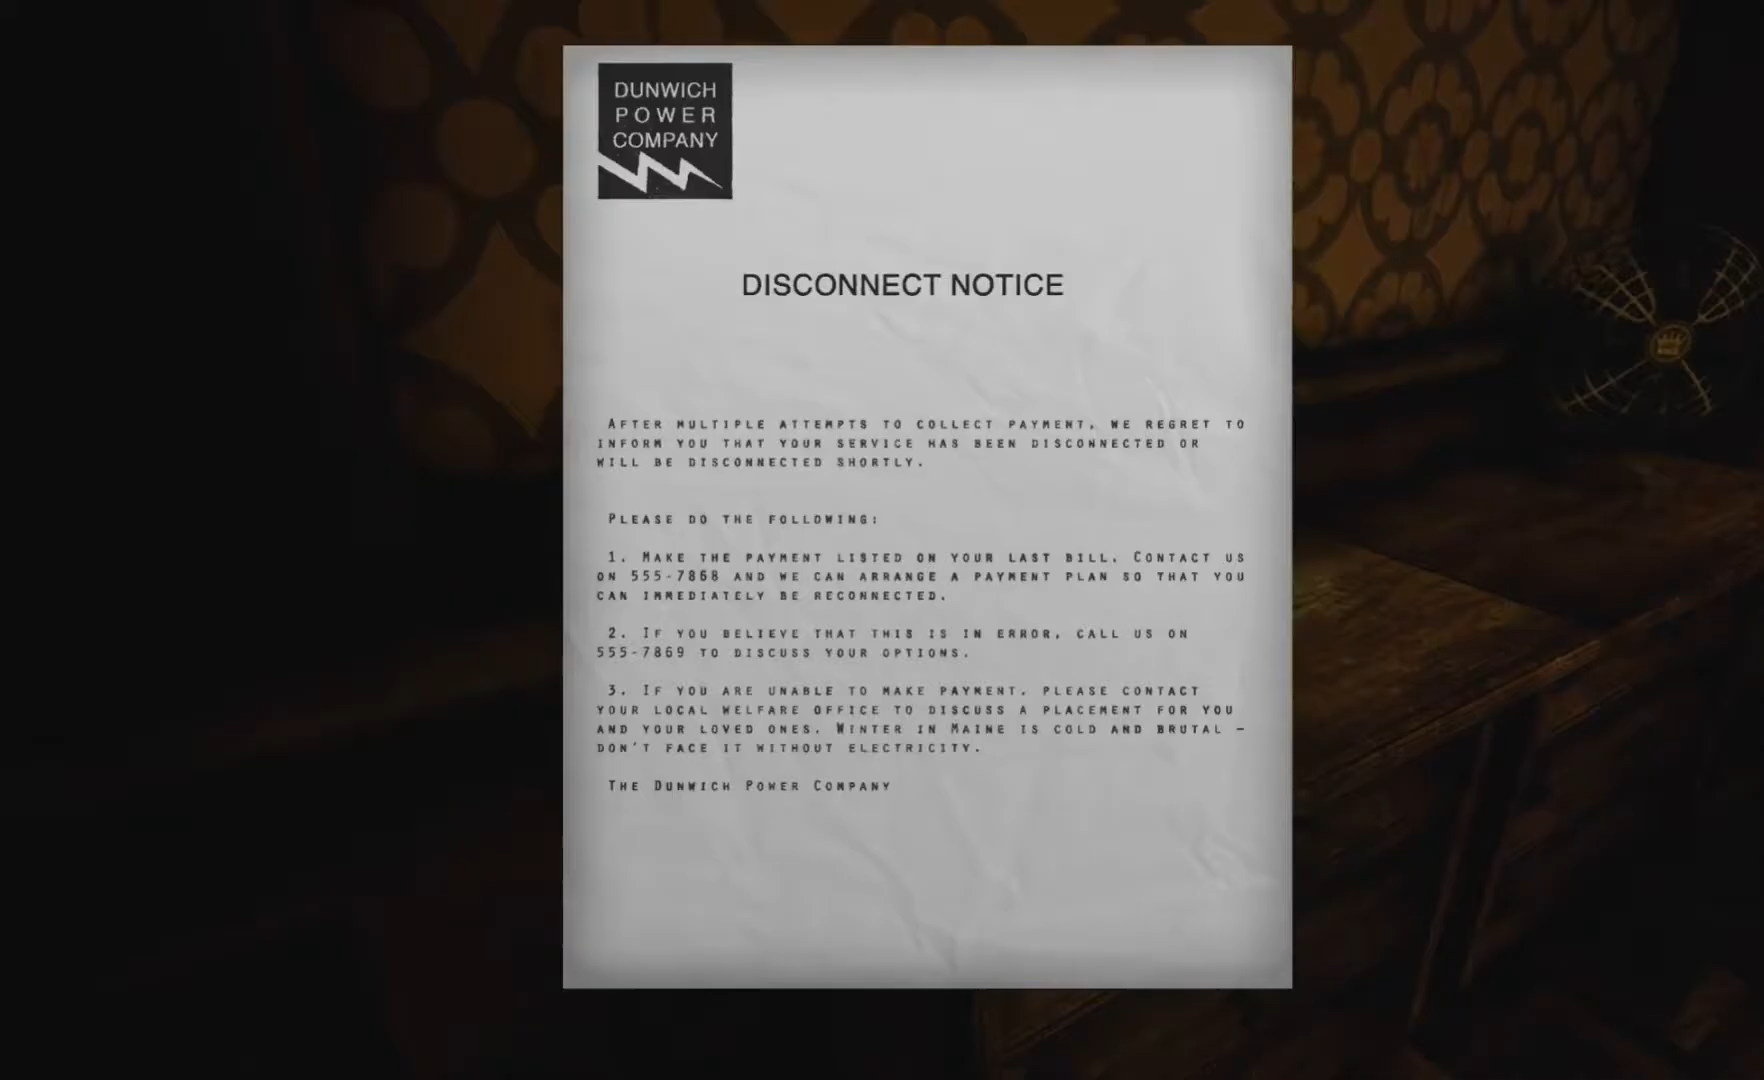 DUNWICH
POWER
COMPANY
DISCONNECT NOTICE
AFTER MULTIPLE ATTEMPTS TO COLLECT PAYMENT, WE REGRET TO
INFORM YOU THAT YOUR SERVICE HAS BEEN DISCONNECTED OR
WILL BE DISCONNECTED SHORTLY.
PLEASE DO THE FOLLOWING:
1. MAKE THE PAYMENT LISTED ON YOUR LAST BILL. CONTACT US
ON 555-7868 AND WE CAN ARRANGE A PAYMENT PLAN SO THAT YOU
CAN IMMEDIATELY BE RECONNECTED.
2. IF YOU BELIEVE THAT THIS IS IN ERROR, CALL US ON
555-7869 TO DISCUSS YOUR OPTIONS.
3. IF YOU ARE UNABLE TO MAKE PAYMENT, PLEASE CONTACT
YOUR LOCAL WELFARE OFFICE TO DISCUSS A PLACEMENT FOR YOU
AND YOUR LOVED ONES. WINTER IN MAINE IS COLD AND BRUTAL –
DON'T FACE IT WITHOUT ELECTRICITY.
THE DUNWICH POWER COMPANY